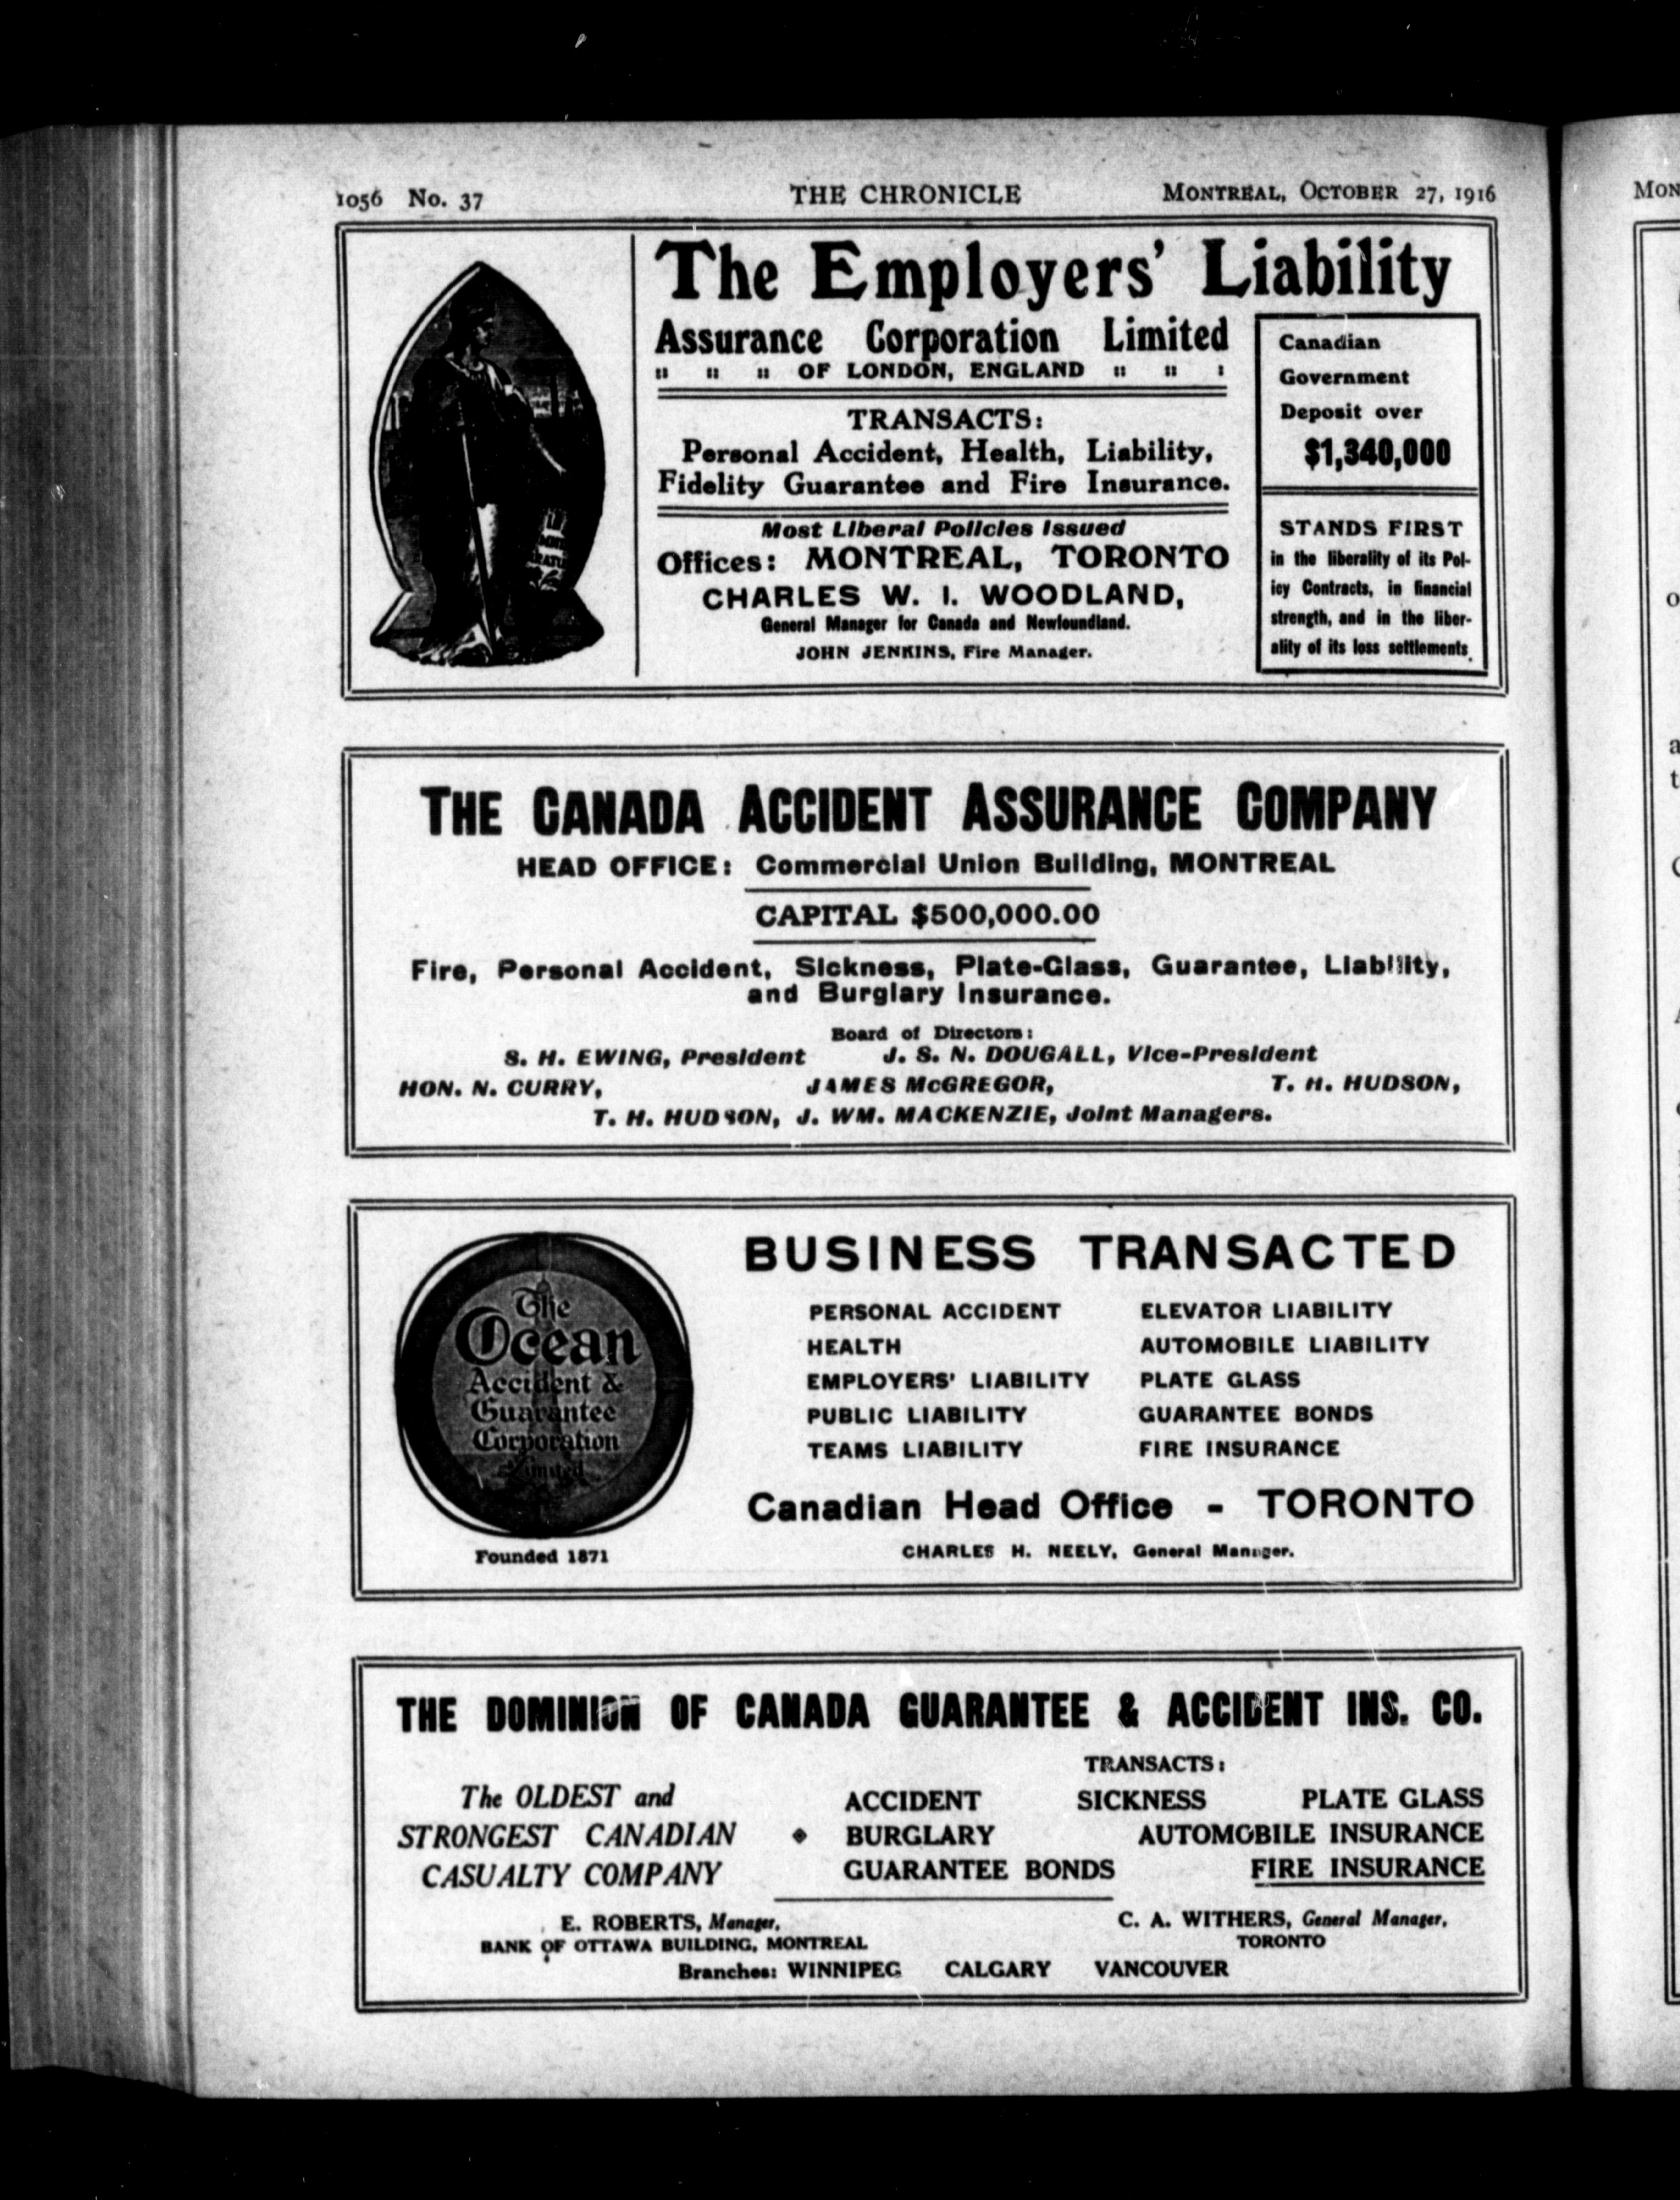 1056 No. 37 THE CHRONICLE MONTREAL, OCTOBER 27, 1916
The Employers' Liability
Assurance Corporation Limited
" " " OF LONDON, ENGLAND " " :
TRANSACTS:
Personal Accident, Health, Liability,
Fidelity Guarantee and Fire Insurance.
Most Liberal Policies Issued
Offices: MONTREAL, TORONTO
CHARLES W. I. WOODLAND,
General Manager for Canada and Newfoundland.
JOHN JENKINS, Fire Manager.
Canadian
Government
Deposit over
$1,340,000
STANDS FIRST
in the liberality of its Pol-
icy Contracts, in financial
strength, and in the liber-
ality of its loss settlements.
THE CANADA ACCIDENT ASSURANCE COMPANY
HEAD OFFICE: Commercial Union Building, MONTREAL
CAPITAL $500,000.00
Fire, Personal Accident, Sickness, Plate-Glass, Guarantee, Liability,
and Burglary Insurance.
Board of Directors:
S. H. EWING, President J. S. N. DOUGALL, Vice-President
HON. N. CURRY, JAMES McGREGOR, T. H. HUDSON,
T. H. HUDSON, J. WM. MACKENZIE, Joint Managers.
The
Ocean
Accident &
Guarantee
Corporation
Limited
Founded 1871
BUSINESS TRANSACTED
PERSONAL ACCIDENT ELEVATOR LIABILITY
HEALTH AUTOMOBILE LIABILITY
EMPLOYERS' LIABILITY PLATE GLASS
PUBLIC LIABILITY GUARANTEE BONDS
TEAMS LIABILITY FIRE INSURANCE
Canadian Head Office - TORONTO
CHARLES H. NEELY, General Manager.
THE DOMINION OF CANADA GUARANTEE & ACCIDENT INS. CO.
TRANSACTS:
The OLDEST and ACCIDENT SICKNESS PLATE GLASS
STRONGEST CANADIAN BURGLARY AUTOMOBILE INSURANCE
CASUALTY COMPANY GUARANTEE BONDS FIRE INSURANCE
E. ROBERTS, Manager, C. A. WITHERS, General Manager,
BANK OF OTTAWA BUILDING, MONTREAL TORONTO
Branches: WINNIPEG CALGARY VANCOUVER